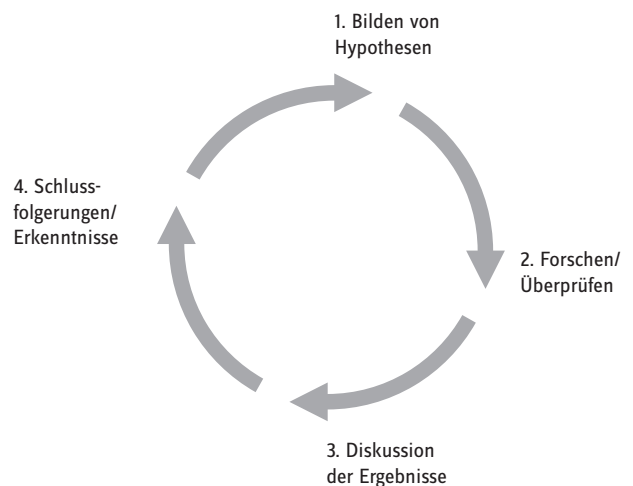 1. Bilden von
Hypothesen
2. Forschen/
Überprüfen
3. Diskussion
der Ergebnisse
4. Schluss-
folgerungen/
Erkenntnisse